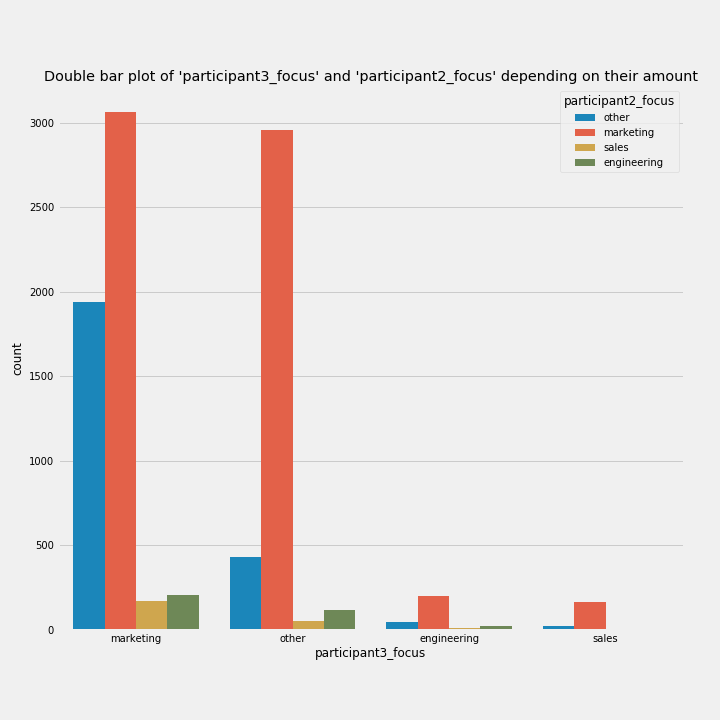 Double bar plot of 'participant3_focus' and 'participant2_focus' depending on their amount
participant2_focus
other
marketing
sales
engineering
3000
2500
2000
1500
1000
500
0
count
marketing other engineering sales
participant3_focus